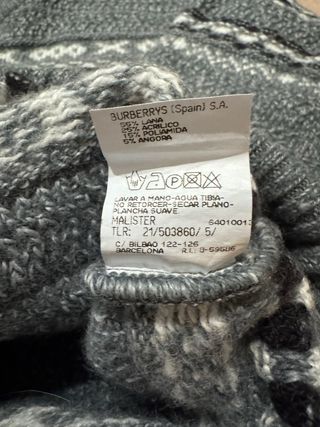 BURBERRYS (Spain) S.A.
55% LANA
25% ACRILICO
15% POLIAMIDA
5% ANGORA
P
LAVAR A MANO-AGUA TIBIA-
NO RETORCER-SECAR PLANO-
PLANCHA SUAVE.
MALISTER 6401001
TLR: 21/503860/ 5/
C/ BILBAO 122-126
BARCELONA